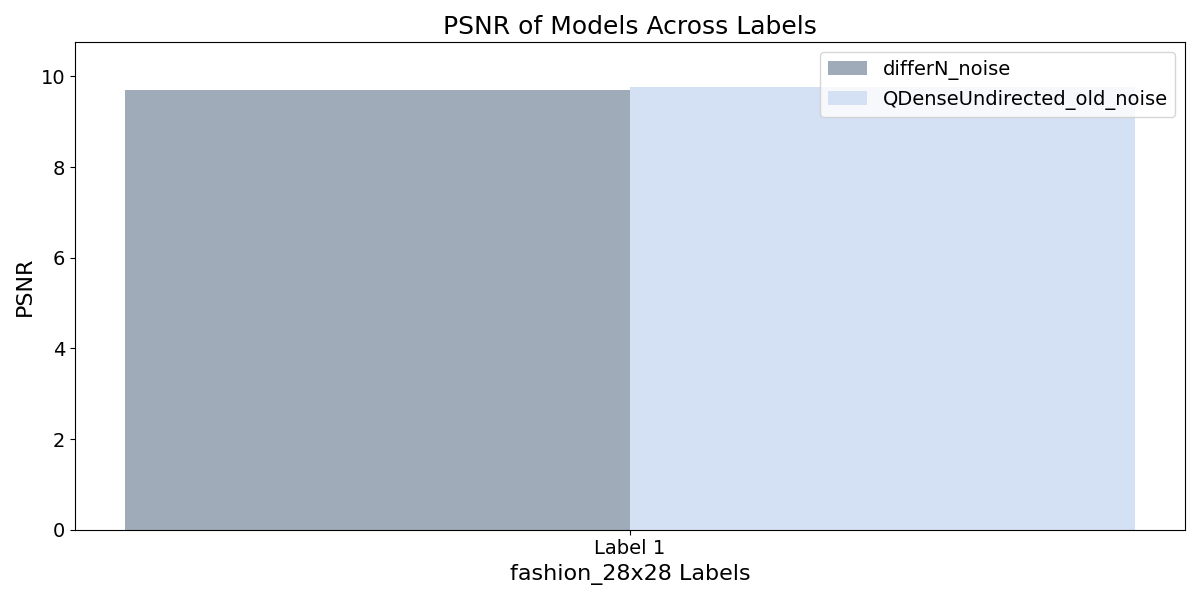 PSNR of Models Across Labels
differN_noise
QDenseUndirected_old_noise
PSNR
10
8
6
4
2
0
Label 1
fashion_28x28 Labels